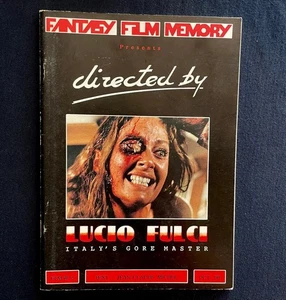 FANTASY FILM MEMORY
Presents
directed by
LUCIO FULCI
ITALY'S GORE MASTER